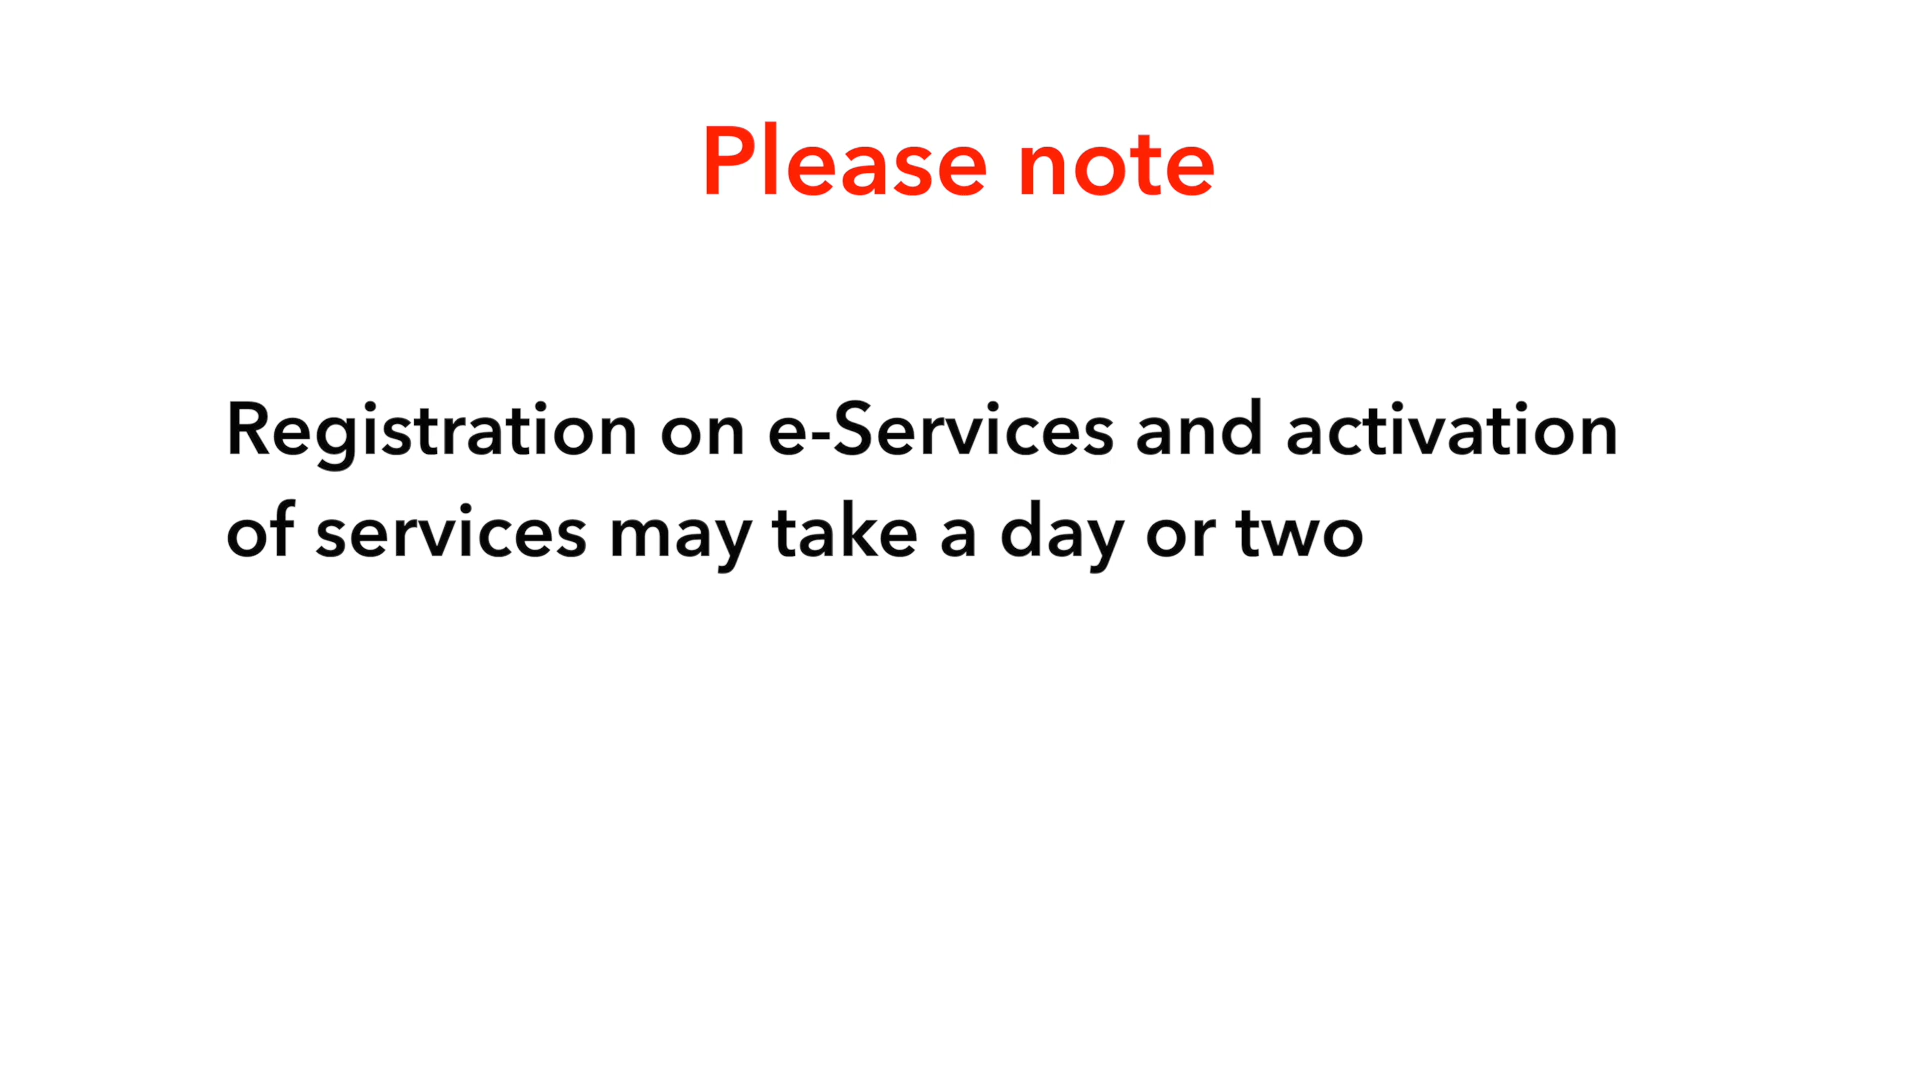 Please note
Registration on e-Services and activation
of services may take a day or two